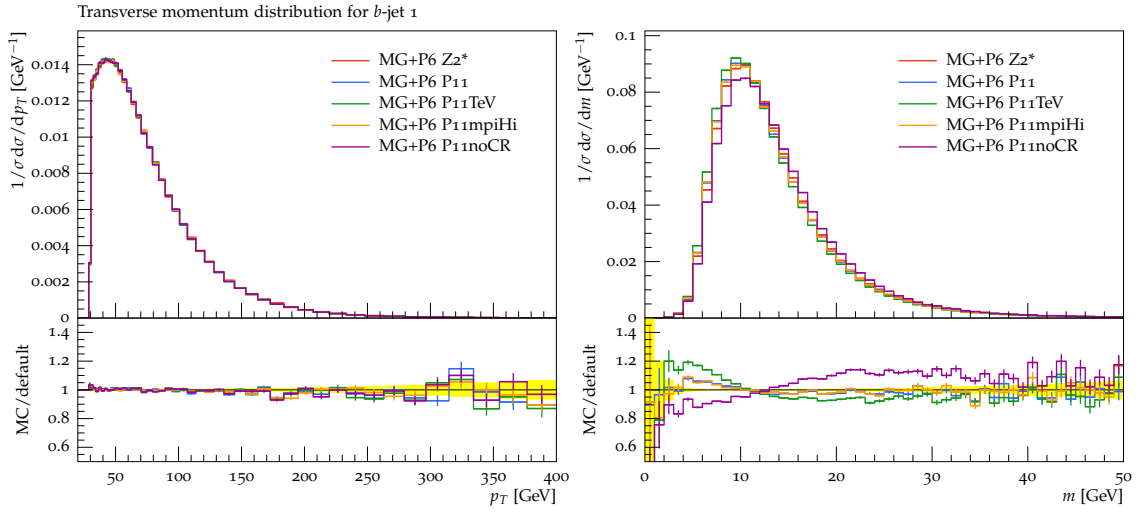 Transverse momentum distribution for b-jet 1
1/σ dσ/dp_T [GeV⁻¹]
0.014
0.012
0.01
0.008
0.006
0.004
0.002
0
MG+P6 Z2*
MG+P6 P11
MG+P6 P11TeV
MG+P6 P11mpiHi
MG+P6 P11noCR
MC/default
1.4
1.2
1
0.8
0.6
50 100 150 200 250 300 350 400
p_T [GeV]
1/σ dσ/dm [GeV⁻¹]
0.1
0.08
0.06
0.04
0.02
0
MG+P6 Z2*
MG+P6 P11
MG+P6 P11TeV
MG+P6 P11mpiHi
MG+P6 P11noCR
MC/default
1.4
1.2
1
0.8
0.6
0 10 20 30 40 50
m [GeV]